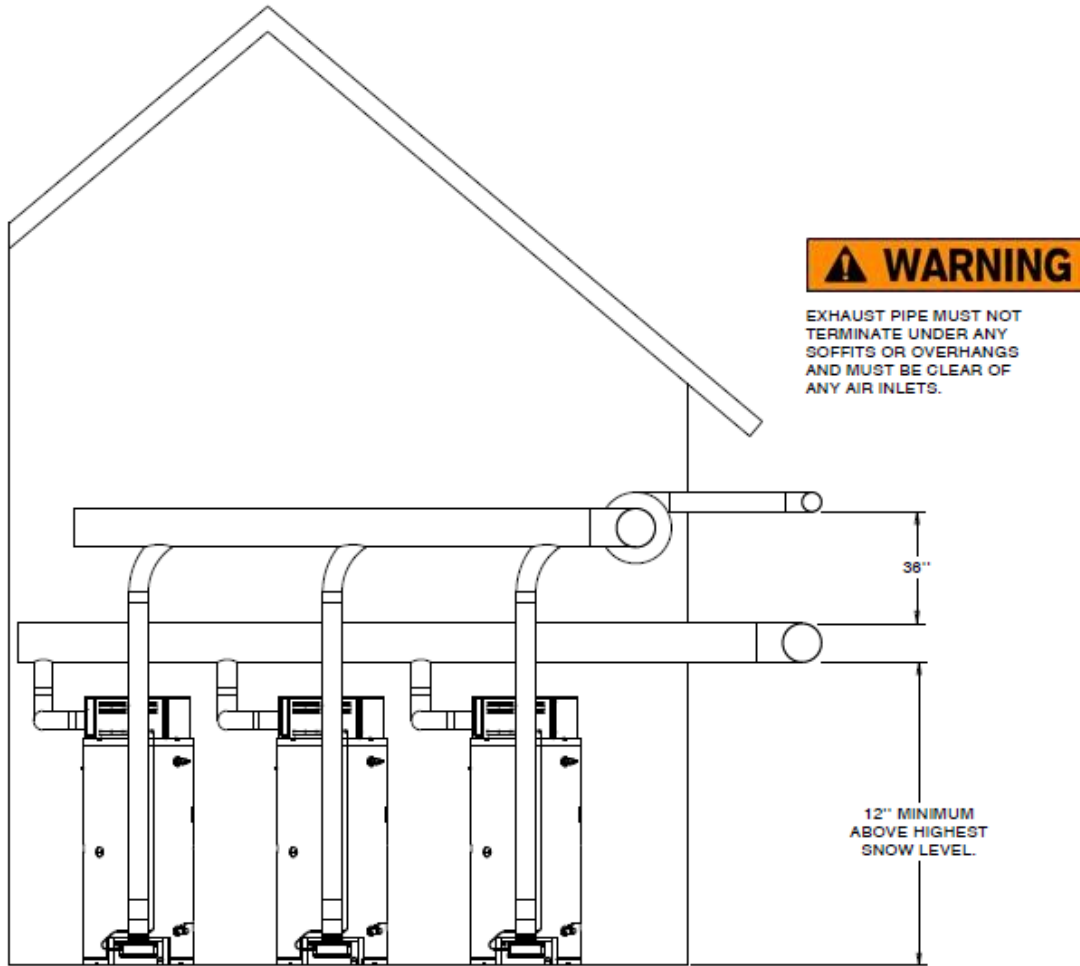 WARNING
EXHAUST PIPE MUST NOT
TERMINATE UNDER ANY
SOFFITS OR OVERHANGS
AND MUST BE CLEAR OF
ANY AIR INLETS.
36"
12" MINIMUM
ABOVE HIGHEST
SNOW LEVEL.